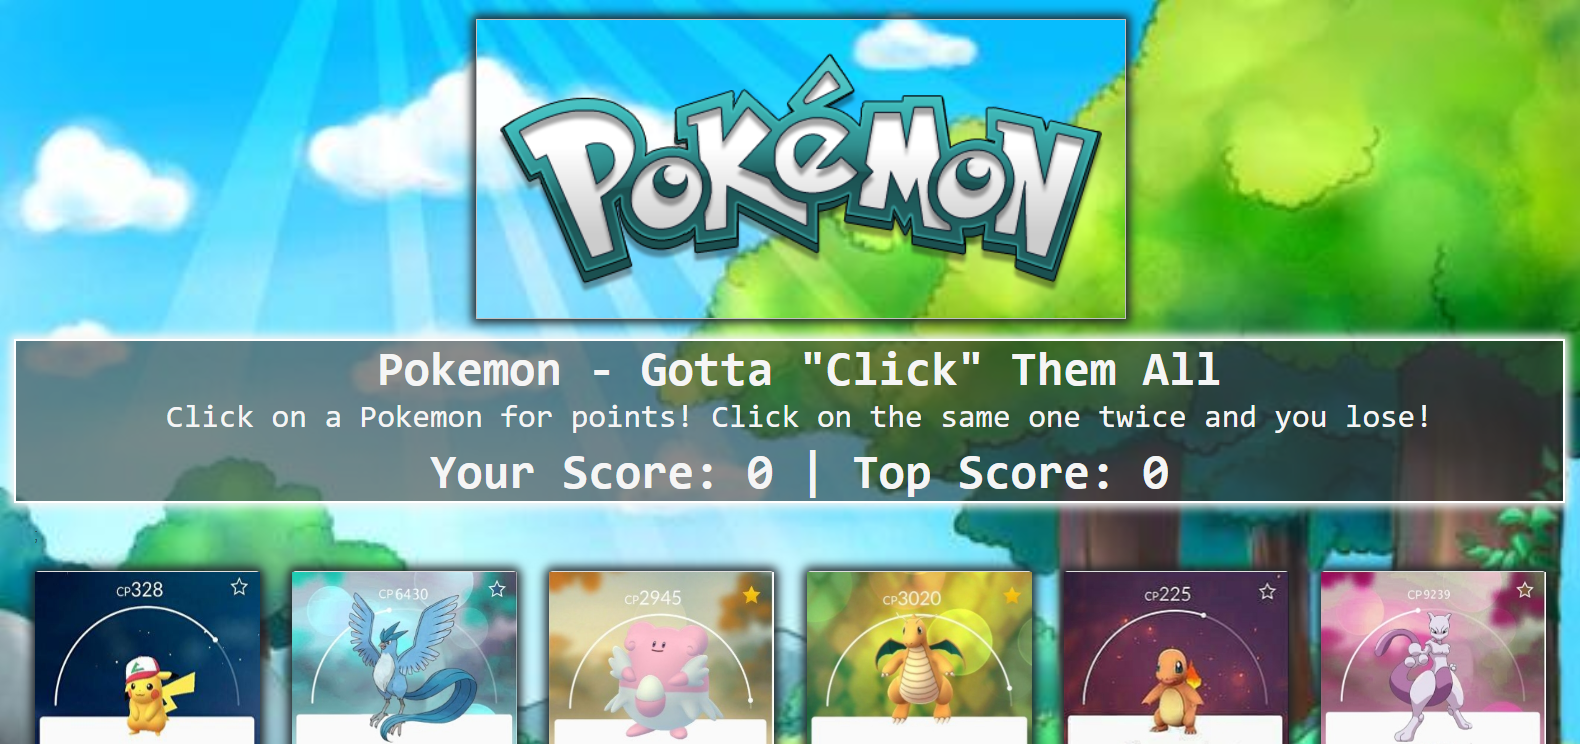 POKéMON
Pokemon - Gotta "Click" Them All
Click on a Pokemon for points! Click on the same one twice and you lose!
Your Score: 0 | Top Score: 0
CP328
CP6430
CP2945
CP3020
CP225
CP9239